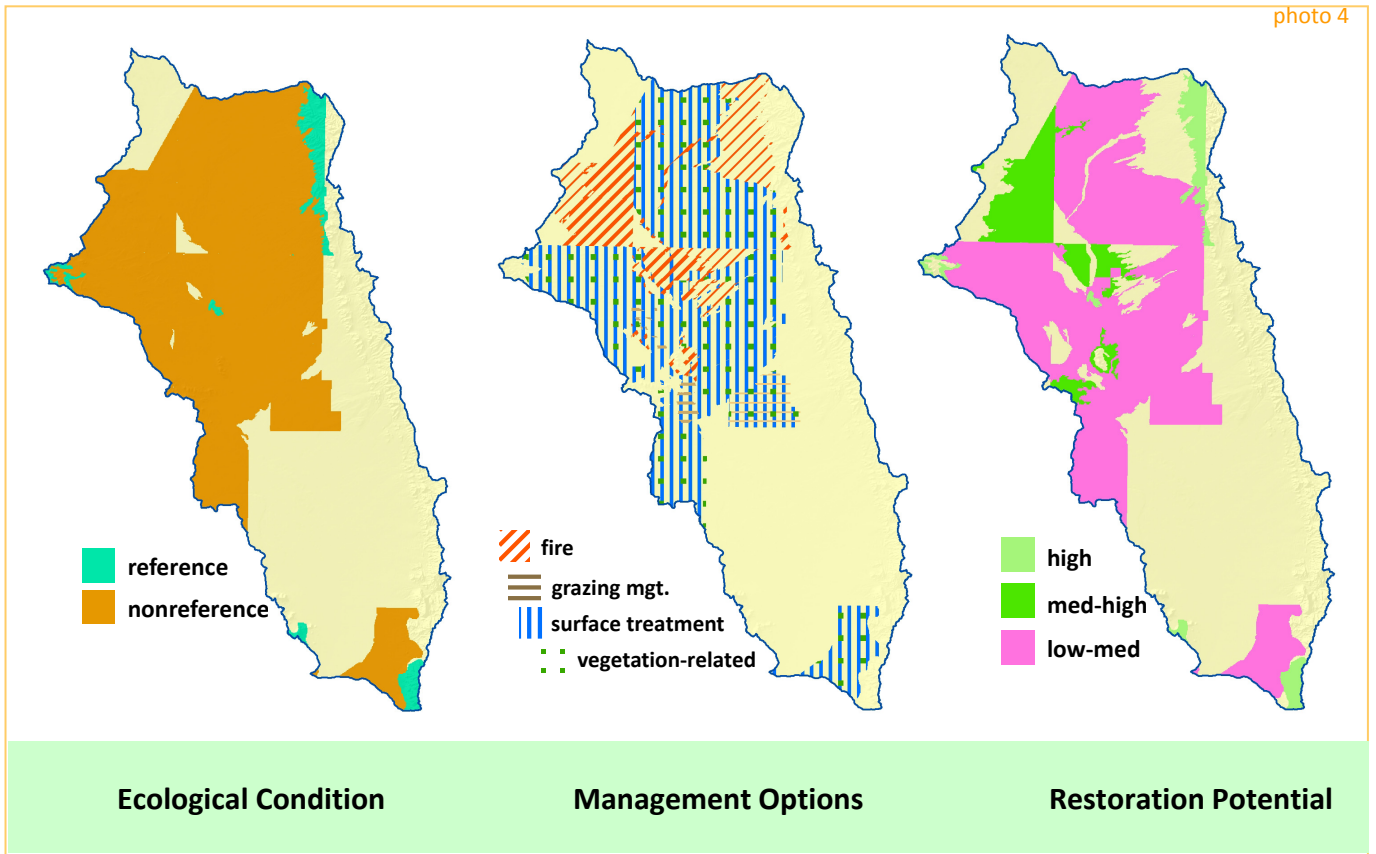 photo 4
reference
nonreference
fire
grazing mgt.
surface treatment
vegetation-related
high
med-high
low-med
Ecological Condition
Management Options
Restoration Potential